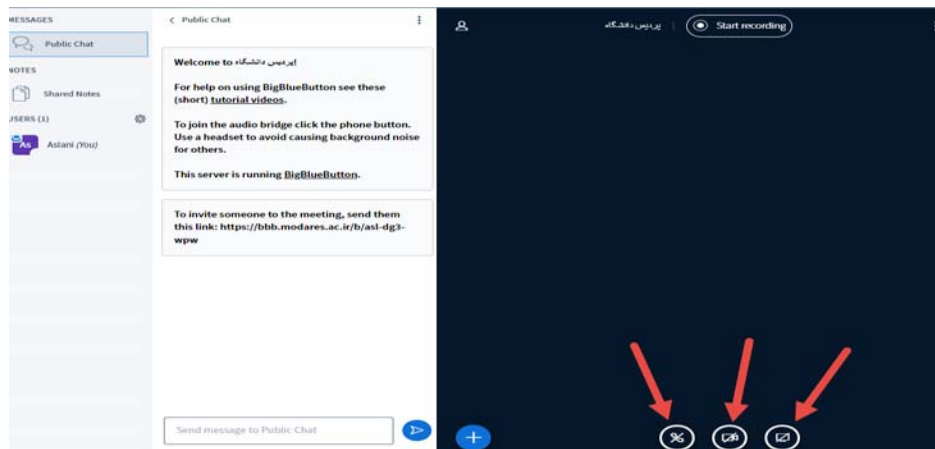 MESSAGES
Public Chat
NOTES
Shared Notes
USERS (1)
As
Aslani (You)
Public Chat
Welcome to پردیس دانشگاه!
For help on using BigBlueButton see these
(short) tutorial videos.
To join the audio bridge click the phone button.
Use a headset to avoid causing background noise
for others.
This server is running BigBlueButton.
To invite someone to the meeting, send them
this link: https://bbb.modares.ac.ir/b/asl-dg3-
wpw
Send message to Public Chat
پردیس دانشگاه
Start recording